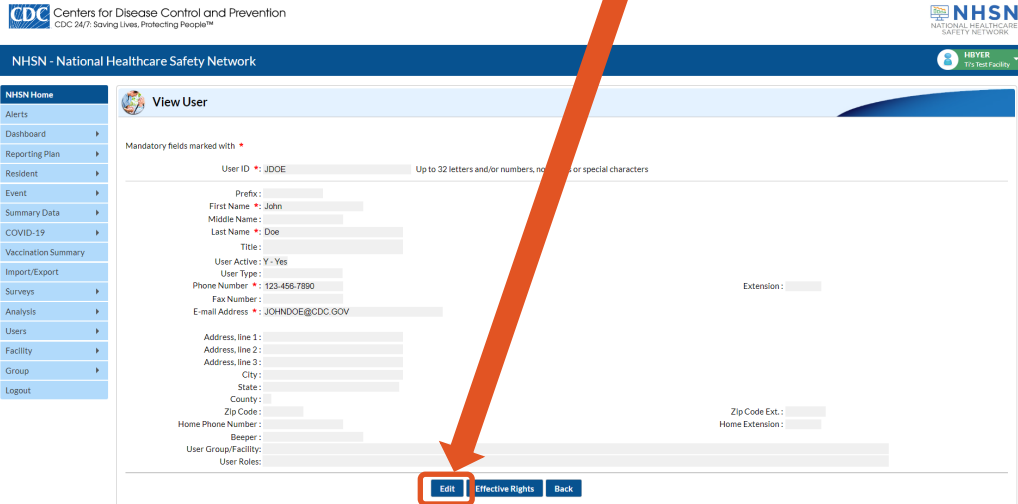 CDC Centers for Disease Control and Prevention
CDC 24/7: Saving Lives, Protecting People™
NHSN
NATIONAL HEALTHCARE
SAFETY NETWORK
NHSN - National Healthcare Safety Network
HBYER
TJ's Test Facility
NHSN Home
Alerts
Dashboard
Reporting Plan
Resident
Event
Summary Data
COVID-19
Vaccination Summary
Import/Export
Surveys
Analysis
Users
Facility
Group
Logout
View User
Mandatory fields marked with *
User ID *: JDOE Up to 32 letters and/or numbers, no or special characters
Prefix :
First Name *: John
Middle Name :
Last Name *: Doe
Title :
User Active : Y - Yes
User Type :
Phone Number *: 123-456-7890 Extension :
Fax Number :
E-mail Address *: JOHNDOE@CDC.GOV
Address, line 1 :
Address, line 2 :
Address, line 3 :
City :
State :
County :
Zip Code : Zip Code Ext. :
Home Phone Number : Home Extension :
Beeper :
User Group/Facility:
User Roles:
Edit Effective Rights Back